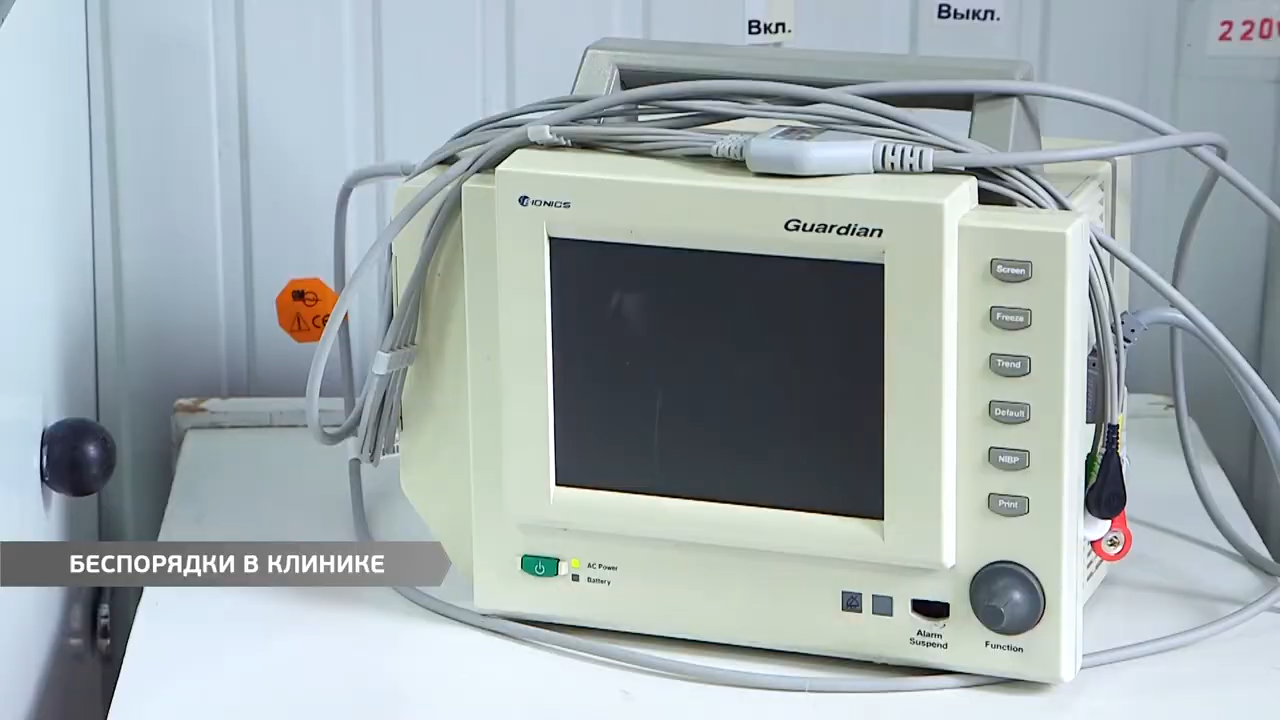 Вкл.
Выкл.
220
IONICS
Guardian
Screen
Freeze
Trend
Default
NIBP
Print
CE
БЕСПОРЯДКИ В КЛИНИКЕ
AC Power
Battery
Alarm
Suspend
Function